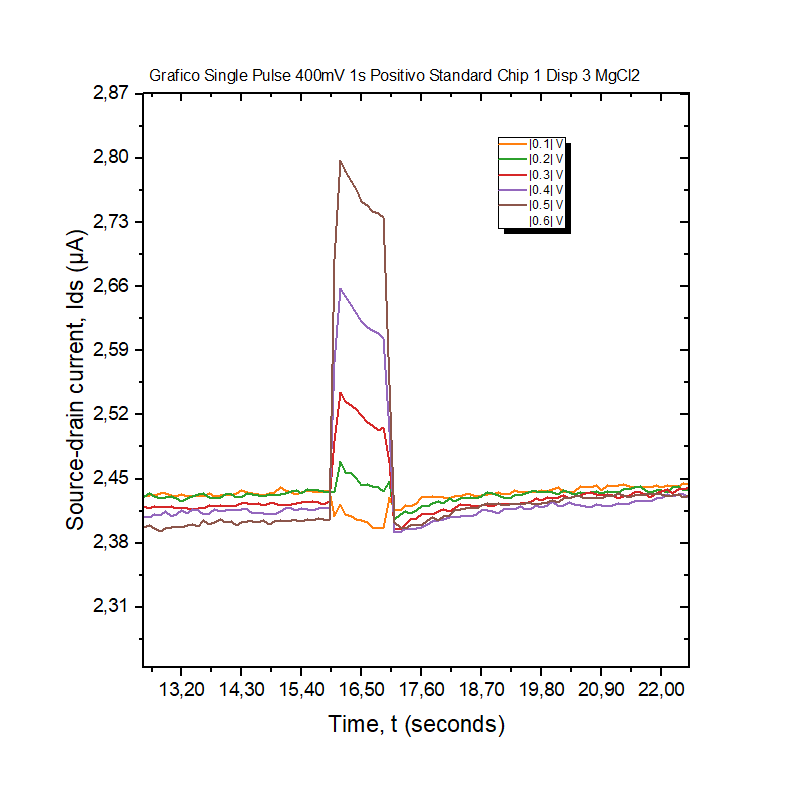 Grafico Single Pulse 400mV 1s Positivo Standard Chip 1 Disp 3 MgCl2
2,87
2,80
2,73
2,66
2,59
2,52
2,45
2,38
2,31
Source-drain current, Ids (μA)
|0.1| V
|0.2| V
|0.3| V
|0.4| V
|0.5| V
|0.6| V
13,20 14,30 15,40 16,50 17,60 18,70 19,80 20,90 22,00
Time, t (seconds)